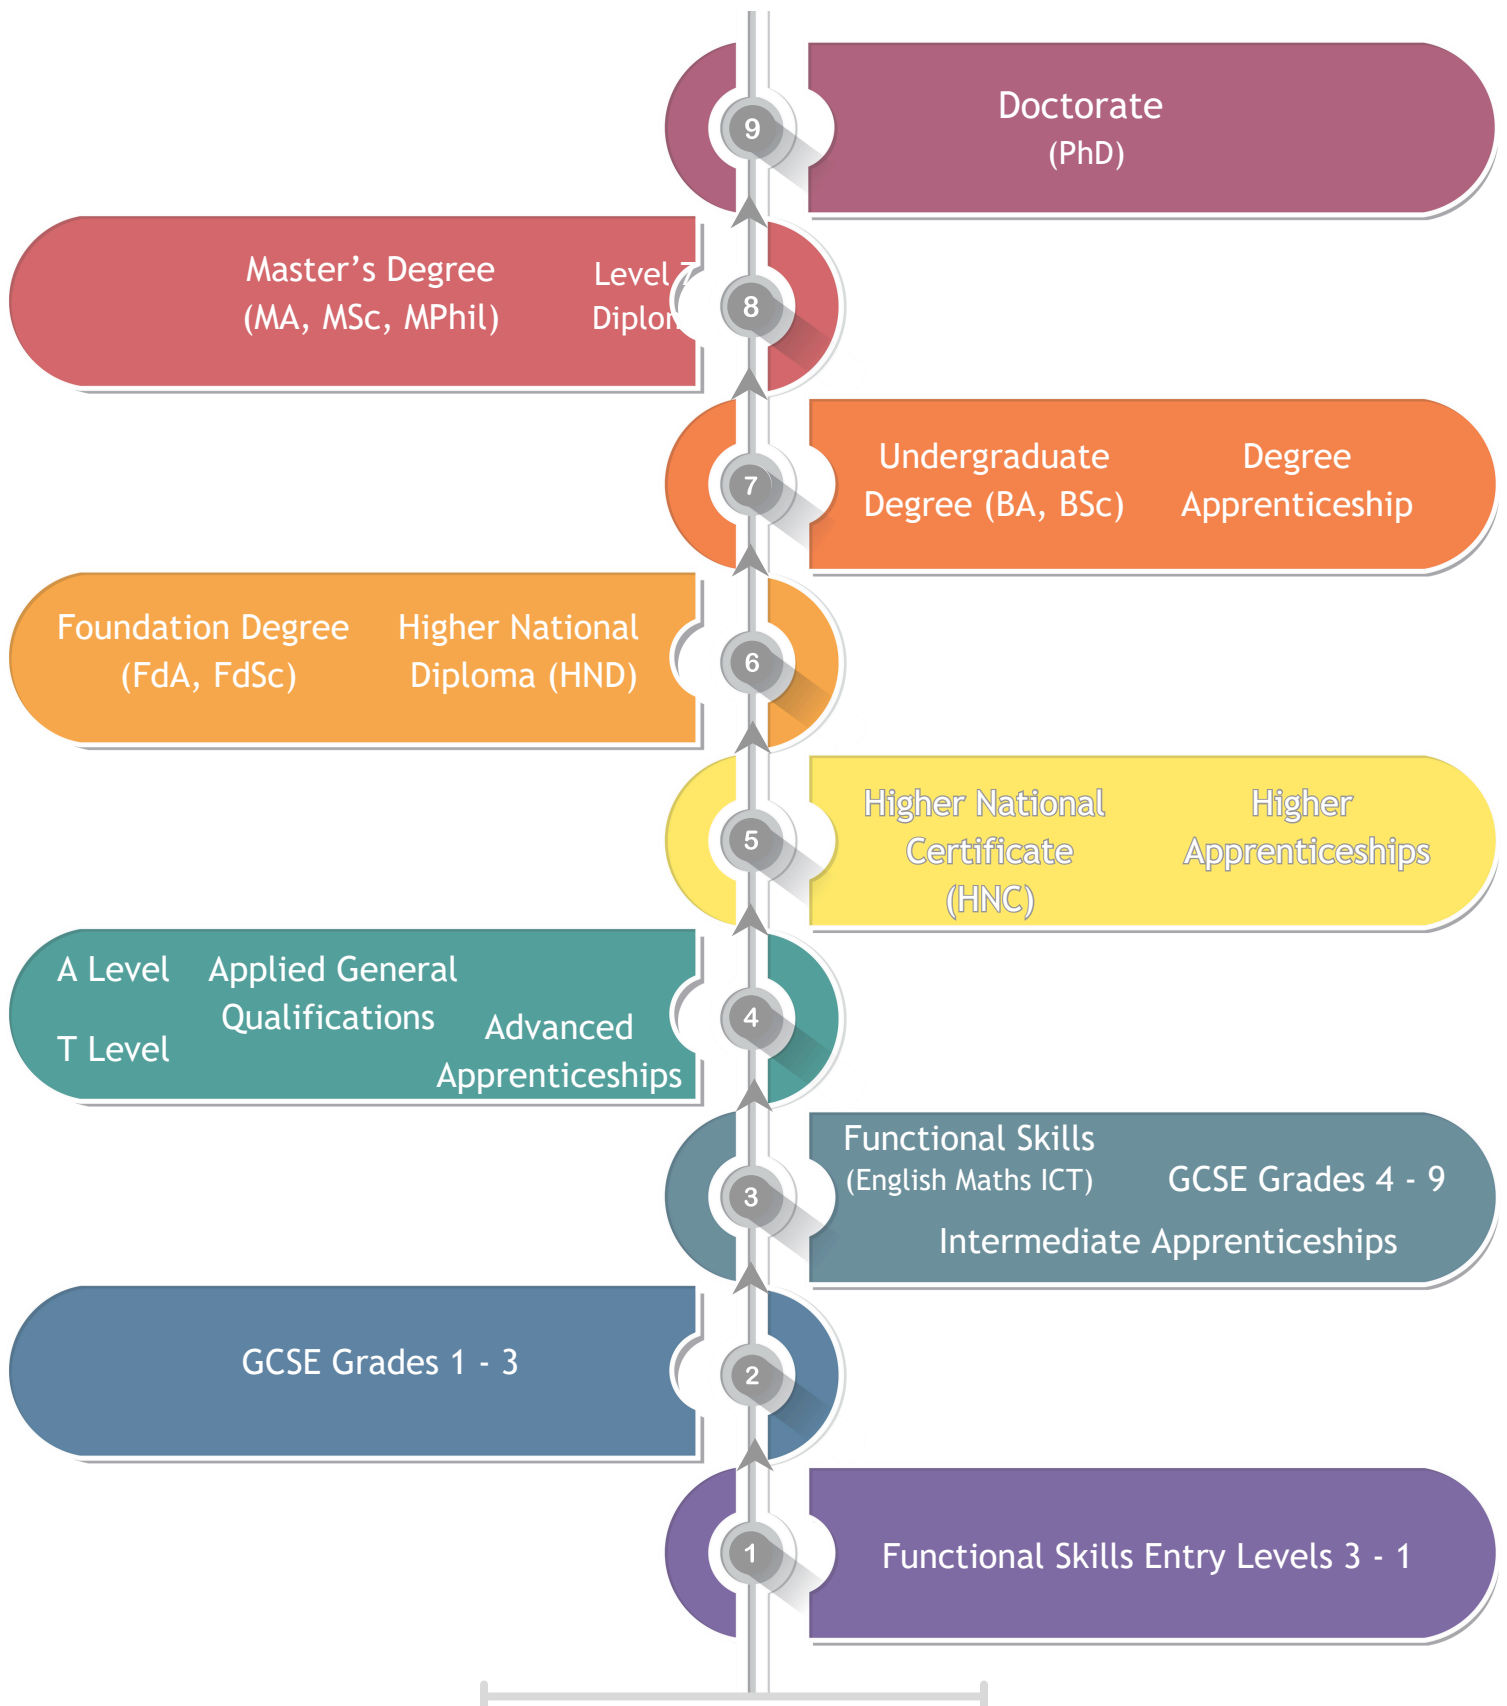 9
Doctorate
(PhD)
Master’s Degree
(MA, MSc, MPhil)
Level 7
8
7
Undergraduate
Degree (BA, BSc)
Degree
Apprenticeship
Foundation Degree
(FdA, FdSc)
Higher National
Diploma (HND)
6
5
Higher National
Certificate
(HNC)
Higher
Apprenticeships
A Level
T Level
Applied General
Qualifications
Advanced
Apprenticeships
4
3
Functional Skills
(English Maths ICT)
GCSE Grades 4 - 9
Intermediate Apprenticeships
GCSE Grades 1 - 3
2
1
Functional Skills Entry Levels 3 - 1